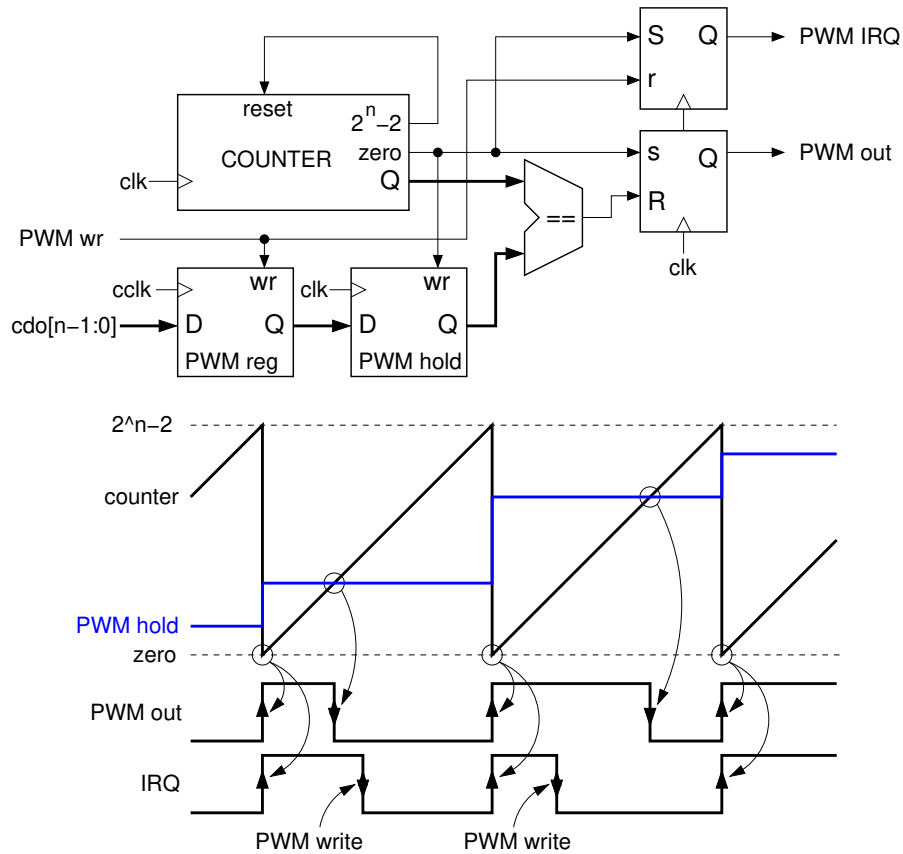 S Q PWM IRQ
r
reset
2^n−2
COUNTER
zero
Q
clk
s Q PWM out
R
==
clk
PWM wr
cclk wr
D Q
PWM reg
clk wr
D Q
PWM hold
cdo[n−1:0]
2^n−2
counter
PWM hold
zero
PWM out
IRQ
PWM write PWM write